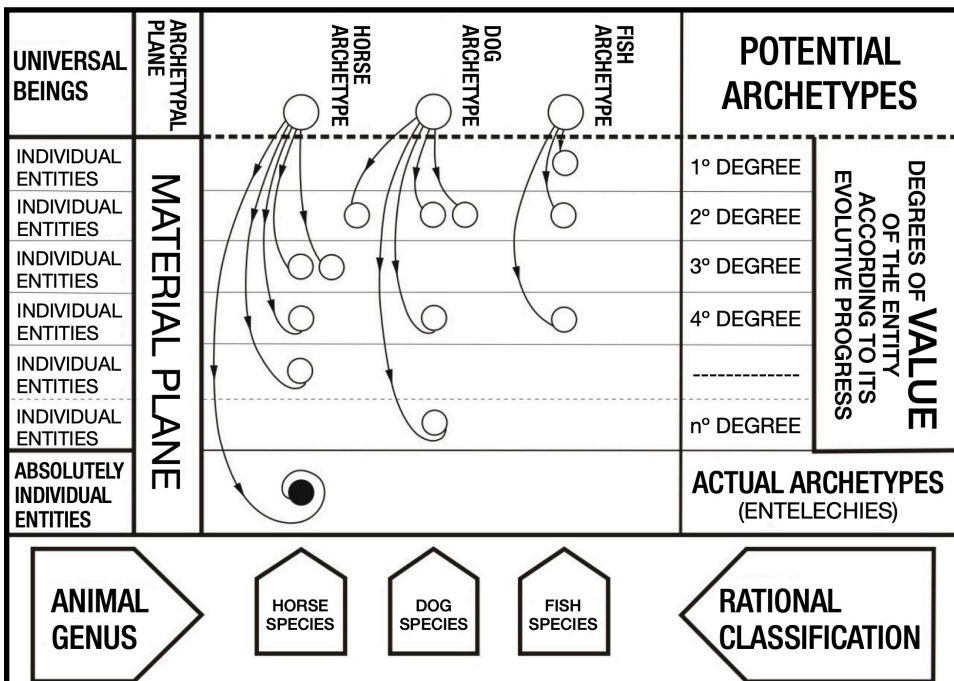 UNIVERSAL
BEINGS
ARCHETYPAL
PLANE
HORSE
ARCHETYPE
DOG
ARCHETYPE
FISH
ARCHETYPE
POTENTIAL
ARCHETYPES
INDIVIDUAL
ENTITIES
INDIVIDUAL
ENTITIES
INDIVIDUAL
ENTITIES
INDIVIDUAL
ENTITIES
INDIVIDUAL
ENTITIES
INDIVIDUAL
ENTITIES
MATERIAL PLANE
1º DEGREE
2º DEGREE
3º DEGREE
4º DEGREE
-------------
nº DEGREE
DEGREES OF VALUE
OF THE ENTITY
ACCORDING TO ITS
EVOLUTIVE PROGRESS
ABSOLUTELY
INDIVIDUAL
ENTITIES
ACTUAL ARCHETYPES
(ENTELECHIES)
ANIMAL
GENUS
HORSE
SPECIES
DOG
SPECIES
FISH
SPECIES
RATIONAL
CLASSIFICATION